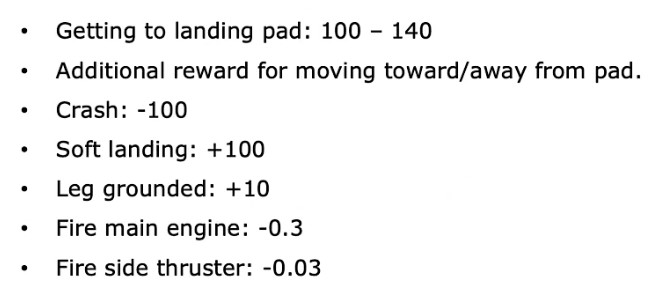 • Getting to landing pad: 100 – 140
• Additional reward for moving toward/away from pad.
• Crash: -100
• Soft landing: +100
• Leg grounded: +10
• Fire main engine: -0.3
• Fire side thruster: -0.03